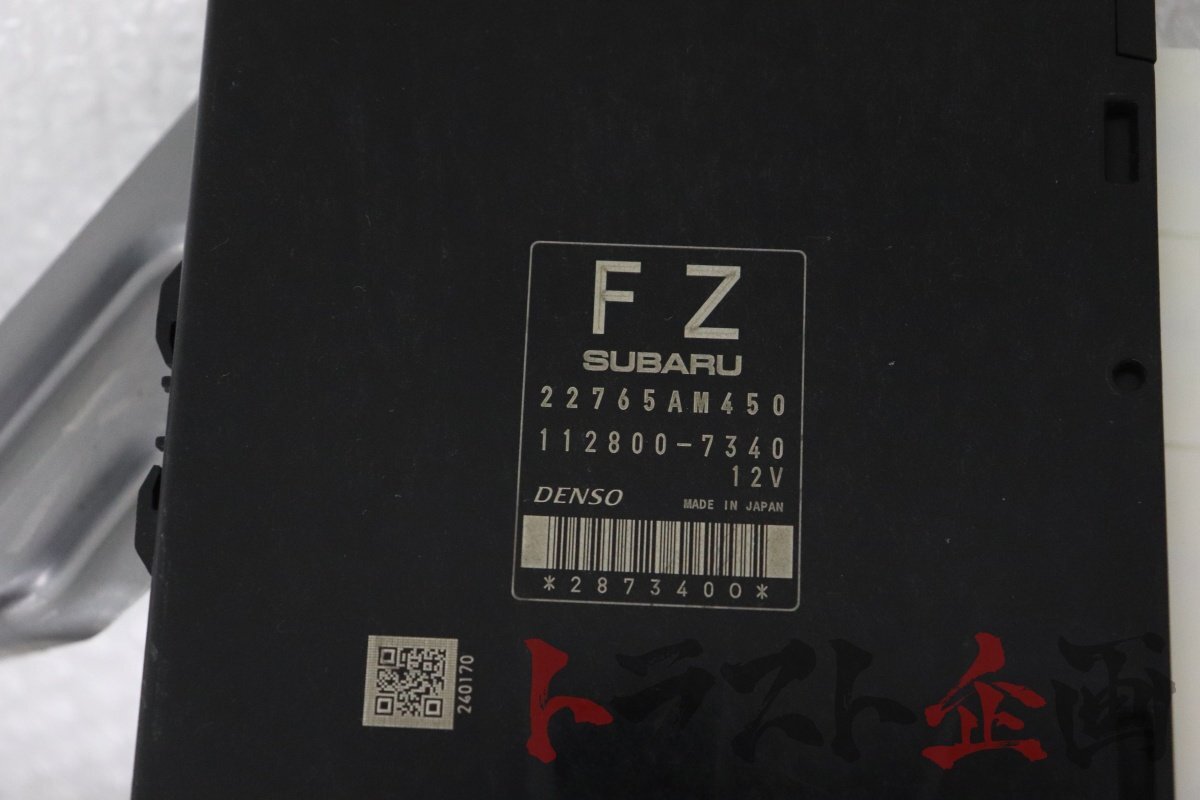 F Z
SUBARU
22765AM450
112800-7340
12V
DENSO MADE IN JAPAN
*2873400*
240170
トラスト企画